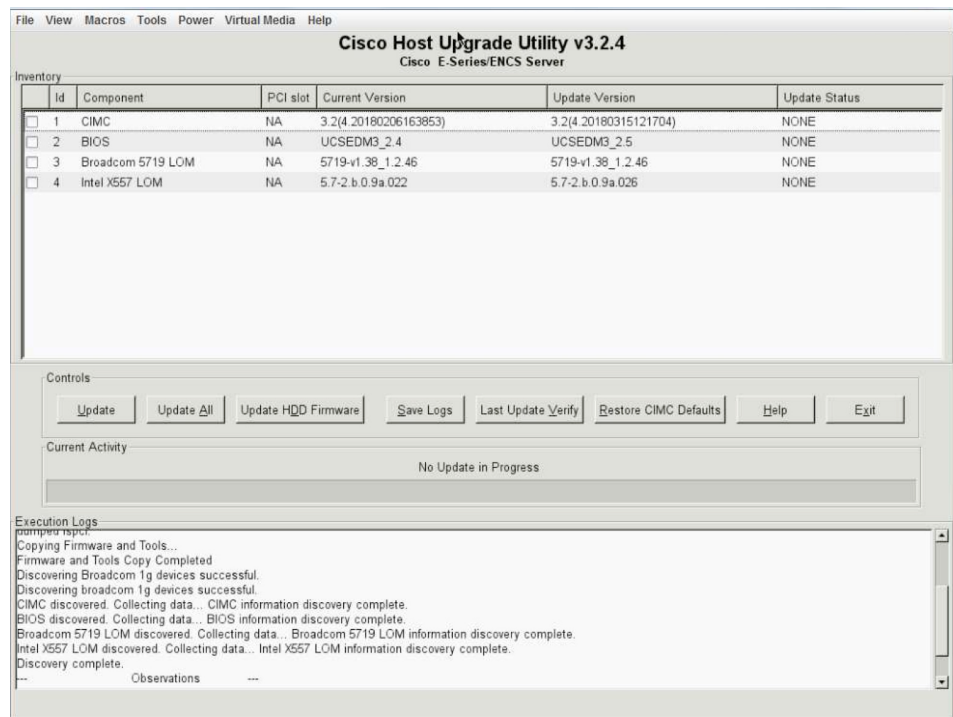 File View Macros Tools Power Virtual Media Help
Cisco Host Upgrade Utility v3.2.4
Cisco E-Series/ENCS Server
Inventory
Id Component PCI slot Current Version Update Version Update Status
1 CIMC NA 3.2(4.20180206163853) 3.2(4.20180315121704) NONE
2 BIOS NA UCSEDM3_2.4 UCSEDM3_2.5 NONE
3 Broadcom 5719 LOM NA 5719-v1.38_1.2.46 5719-v1.38_1.2.46 NONE
4 Intel X557 LOM NA 5.7-2.b.0.9a.022 5.7-2.b.0.9a.026 NONE
Controls
Update Update All Update HDD Firmware Save Logs Last Update Verify Restore CIMC Defaults Help Exit
Current Activity
No Update in Progress
Execution Logs
dumped lspci.
Copying Firmware and Tools...
Firmware and Tools Copy Completed
Discovering Broadcom 1g devices successful.
Discovering broadcom 1g devices successful.
CIMC discovered. Collecting data... CIMC information discovery complete.
BIOS discovered. Collecting data... BIOS information discovery complete.
Broadcom 5719 LOM discovered. Collecting data... Broadcom 5719 LOM information discovery complete.
Intel X557 LOM discovered. Collecting data... Intel X557 LOM information discovery complete.
Discovery complete.
--- Observations ---